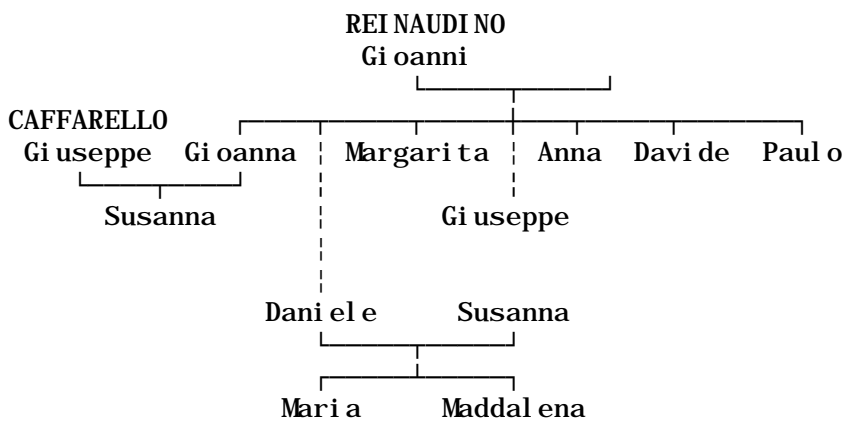 REINAUDINO
Gioanni
CAFFARELLO
Giuseppe Gioanna Margarita Anna Davide Paulo
Susanna Giuseppe
Daniele Susanna
Maria Maddalena